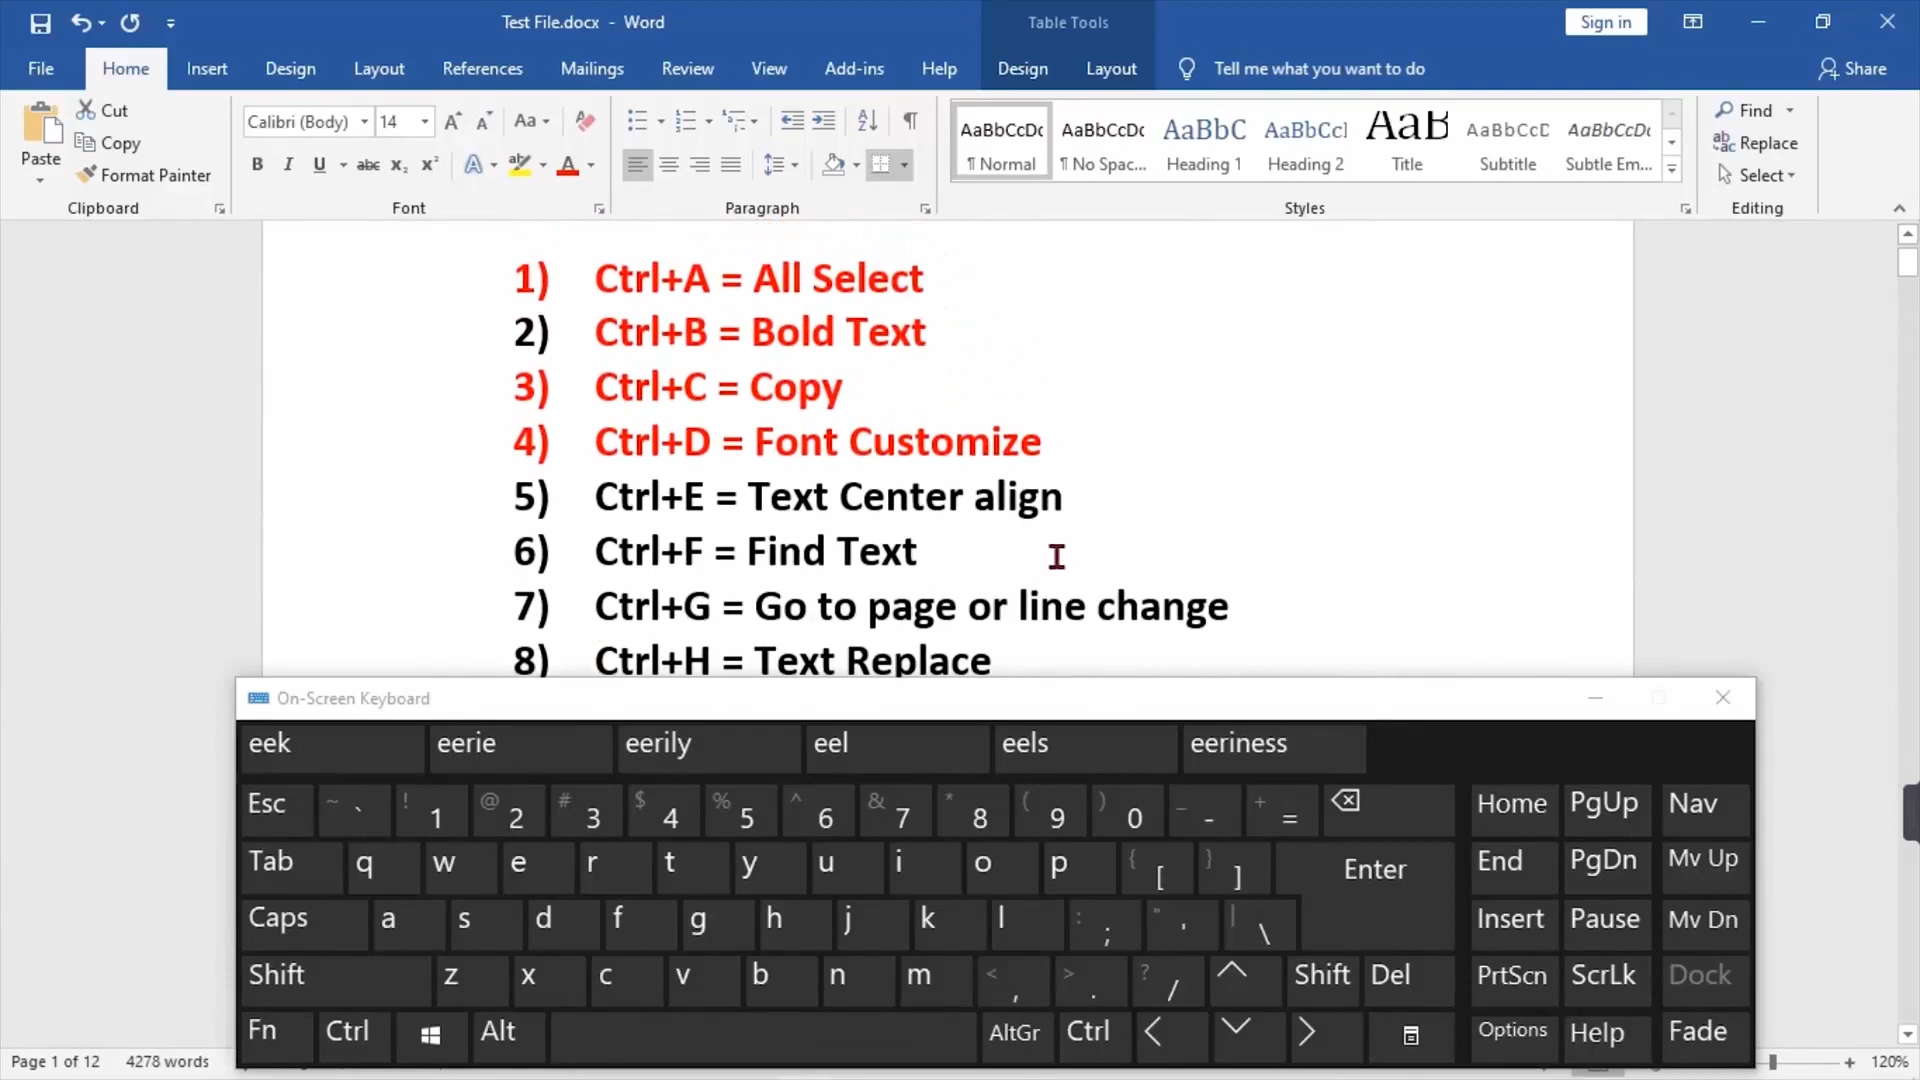 Test File.docx - Word
Table Tools
Sign in
File Home Insert Design Layout References Mailings Review View Add-ins Help Design Layout Tell me what you want to do Share
Paste
Cut
Copy
Format Painter
Clipboard
Calibri (Body) 14 Aa
B I U abc x₂ x² A A
Font
Paragraph
AaBbCcDc AaBbCcDc AaBbC AaBbCcl AaB AaBbCcD AaBbCcDc
¶ Normal ¶ No Spac... Heading 1 Heading 2 Title Subtitle Subtle Em...
Styles
Find
Replace
Select
Editing
1) Ctrl+A = All Select
2) Ctrl+B = Bold Text
3) Ctrl+C = Copy
4) Ctrl+D = Font Customize
5) Ctrl+E = Text Center align
6) Ctrl+F = Find Text
7) Ctrl+G = Go to page or line change
8) Ctrl+H = Text Replace
On-Screen Keyboard
eek eerie eerily eel eels eeriness
Esc ~ ` ! 1 @ 2 # 3 $ 4 % 5 ^ 6 & 7 * 8 ( 9 ) 0 _ - + = Home PgUp Nav
Tab q w e r t y u i o p { [ } ] Enter End PgDn Mv Up
Caps a s d f g h j k l : ; " ' | \ Insert Pause Mv Dn
Shift z x c v b n m < , > . ? / Shift Del PrtScn ScrLk Dock
Fn Ctrl Alt AltGr Ctrl Options Help Fade
Page 1 of 12 4278 words 120%